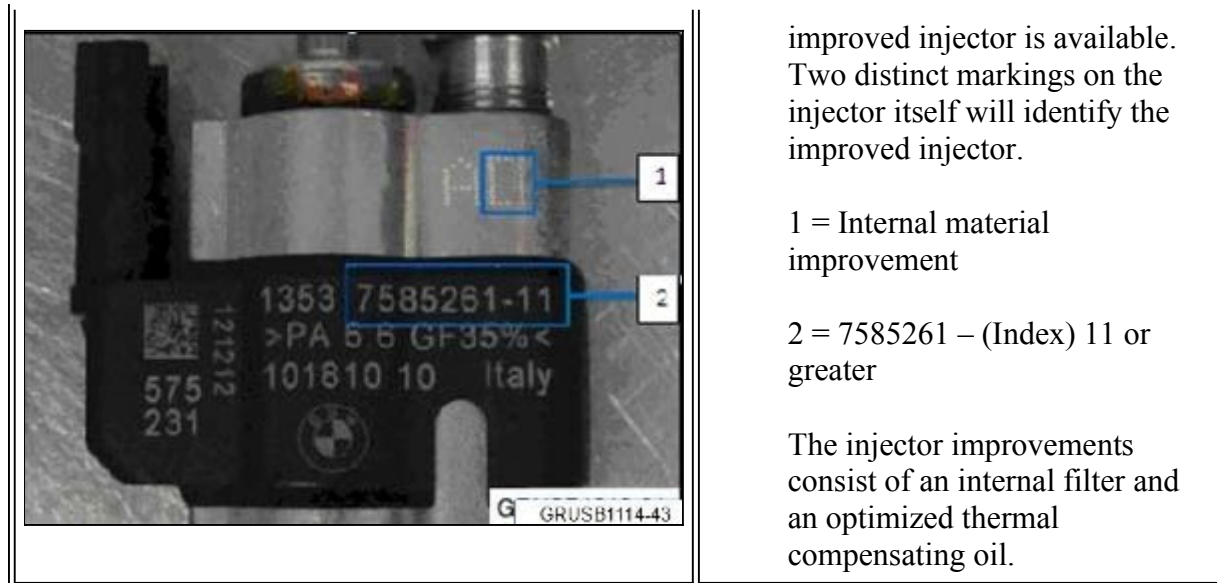 1
1353 7585261-11
2
>PA 6 6 GF35%<
121212
575
231
101810 10 Italy
G
GRUSB1114-43
improved injector is available.
Two distinct markings on the
injector itself will identify the
improved injector.
1 = Internal material
improvement
2 = 7585261 – (Index) 11 or
greater
The injector improvements
consist of an internal filter and
an optimized thermal
compensating oil.